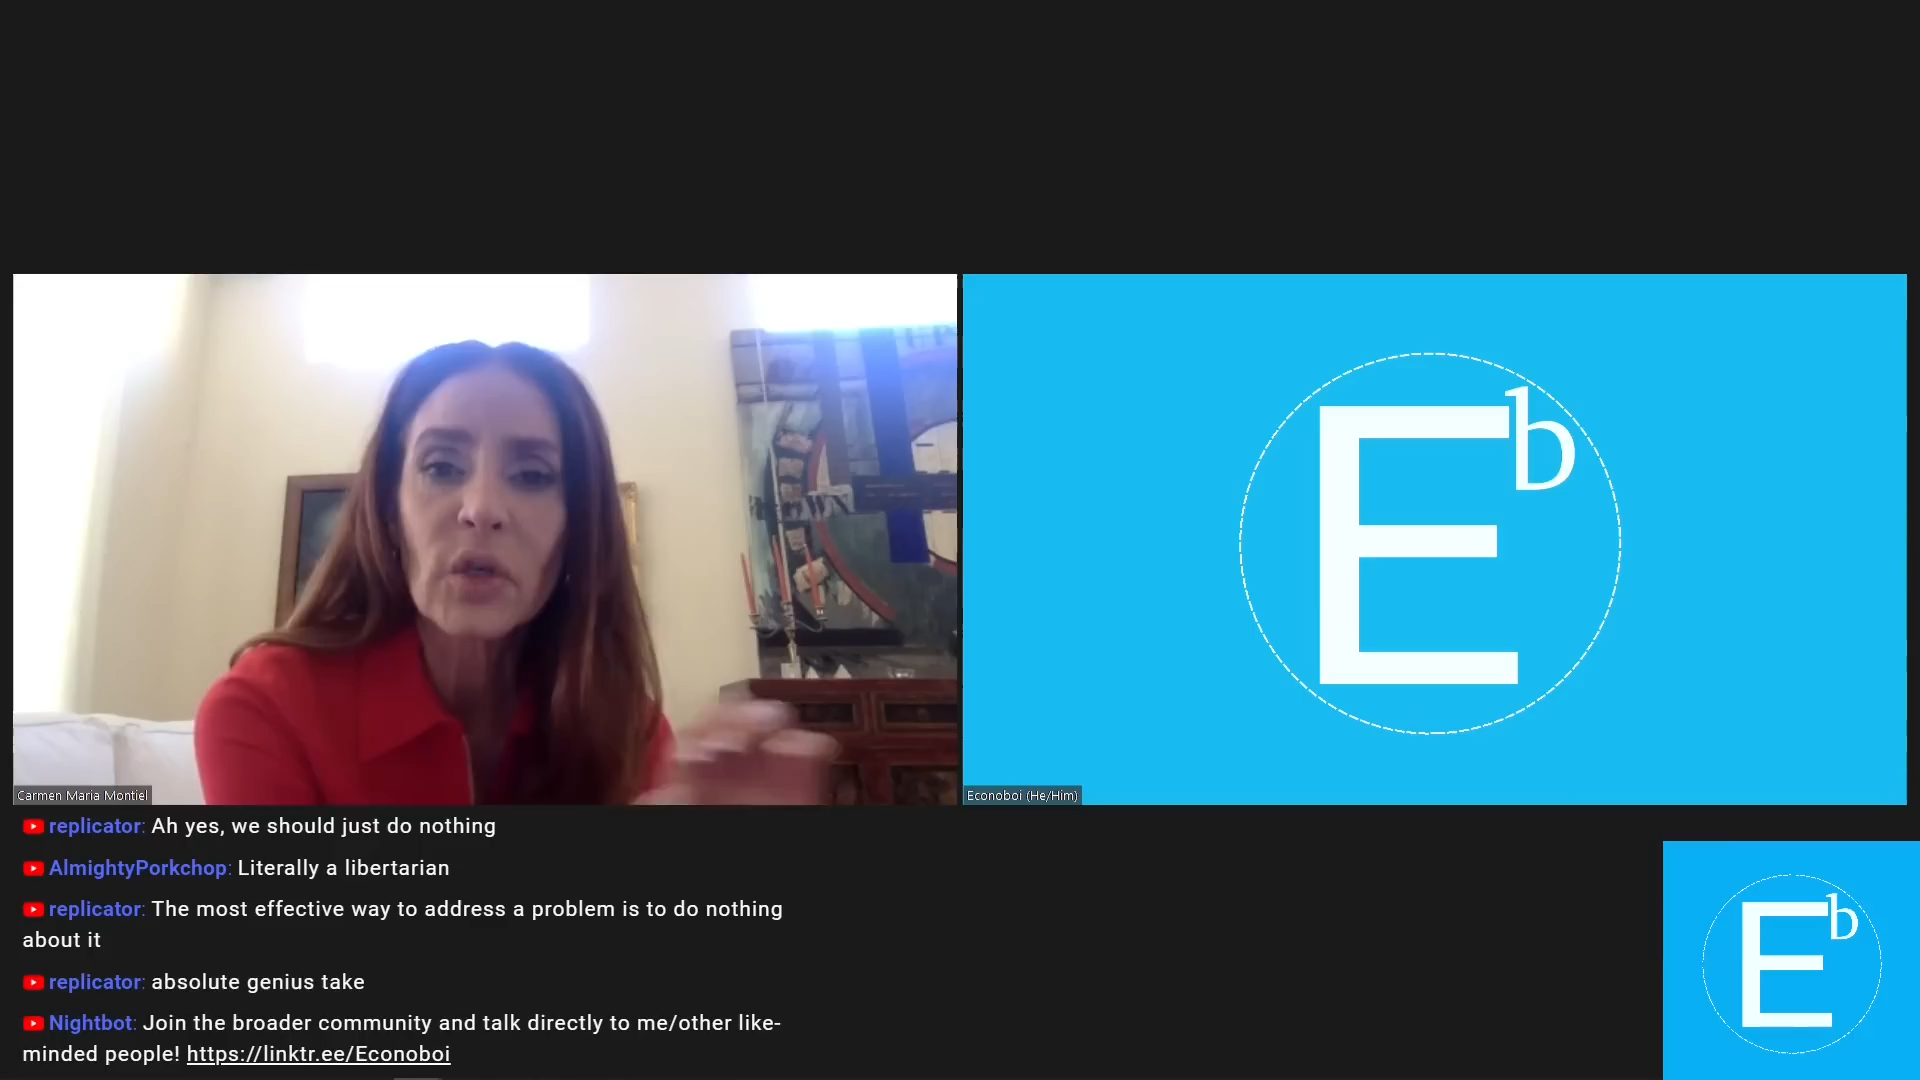 Eb
Carmen Maria Montiel
Econoboi (He/Him)
replicator: Ah yes, we should just do nothing
AlmightyPorkchop: Literally a libertarian
replicator: The most effective way to address a problem is to do nothing
about it
replicator: absolute genius take
Nightbot: Join the broader community and talk directly to me/other like-
minded people! https://linktr.ee/Econoboi
Eb